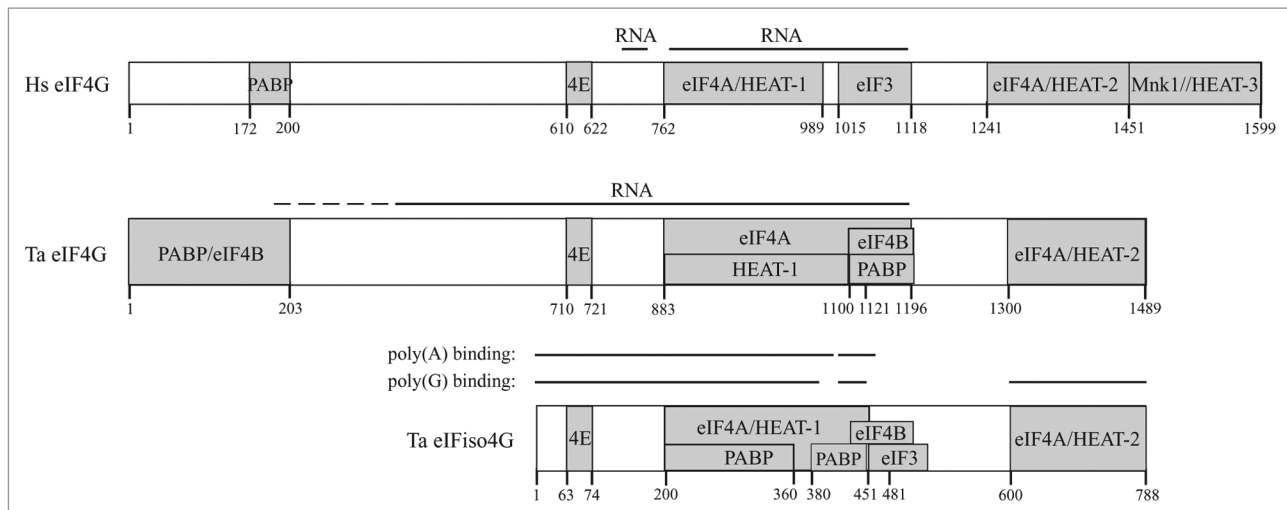 RNA RNA
Hs eIF4G PABP 4E eIF4A/HEAT-1 eIF3 eIF4A/HEAT-2 Mnk1//HEAT-3
1 172 200 610 622 762 989 1015 1118 1241 1451 1599
RNA
Ta eIF4G PABP/eIF4B 4E eIF4A eIF4B eIF4A/HEAT-2
HEAT-1 PABP
1 203 710 721 883 1100 1121 1196 1300 1489
poly(A) binding:
poly(G) binding:
Ta eIFiso4G 4E eIF4A/HEAT-1 eIF4B eIF4A/HEAT-2
PABP PABP eIF3
1 63 74 200 360 380 451 481 600 788